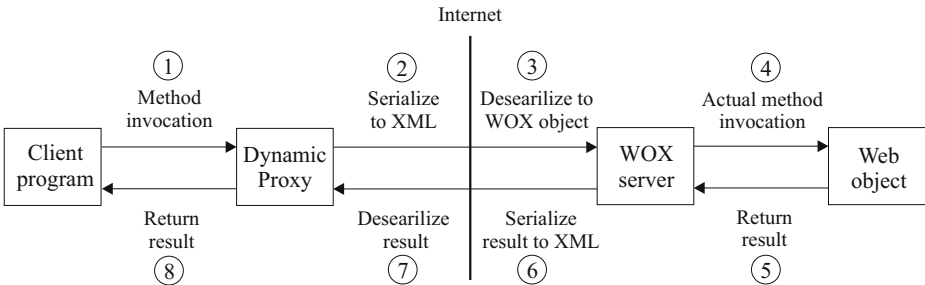 Internet
1
2
3
4
Method
invocation
Serialize
to XML
Desearilize to
WOX object
Actual method
invocation
Client
program
Dynamic
Proxy
WOX
server
Web
object
Return
result
Desearilize
result
Serialize
result to XML
Return
result
8
7
6
5